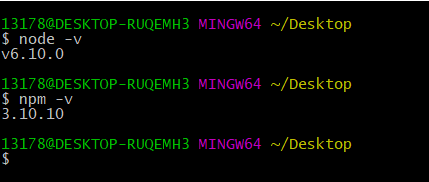 13178@DESKTOP-RUQEMH3 MINGW64 ~/Desktop
$ node -v
v6.10.0
13178@DESKTOP-RUQEMH3 MINGW64 ~/Desktop
$ npm -v
3.10.10
13178@DESKTOP-RUQEMH3 MINGW64 ~/Desktop
$